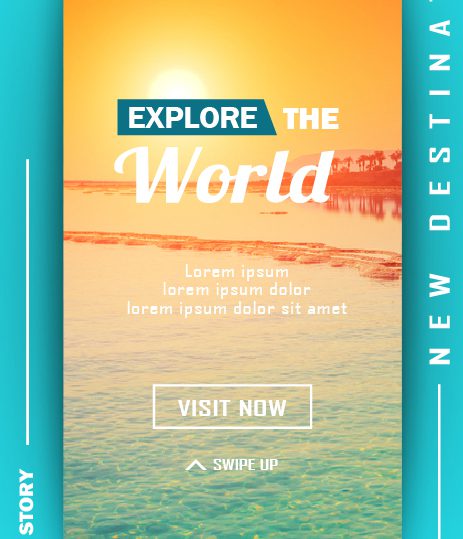 EXPLORE THE
World
Lorem ipsum
lorem ipsum dolor
lorem ipsum dolor sit amet
VISIT NOW
SWIPE UP
STORY
NEW DESTINA